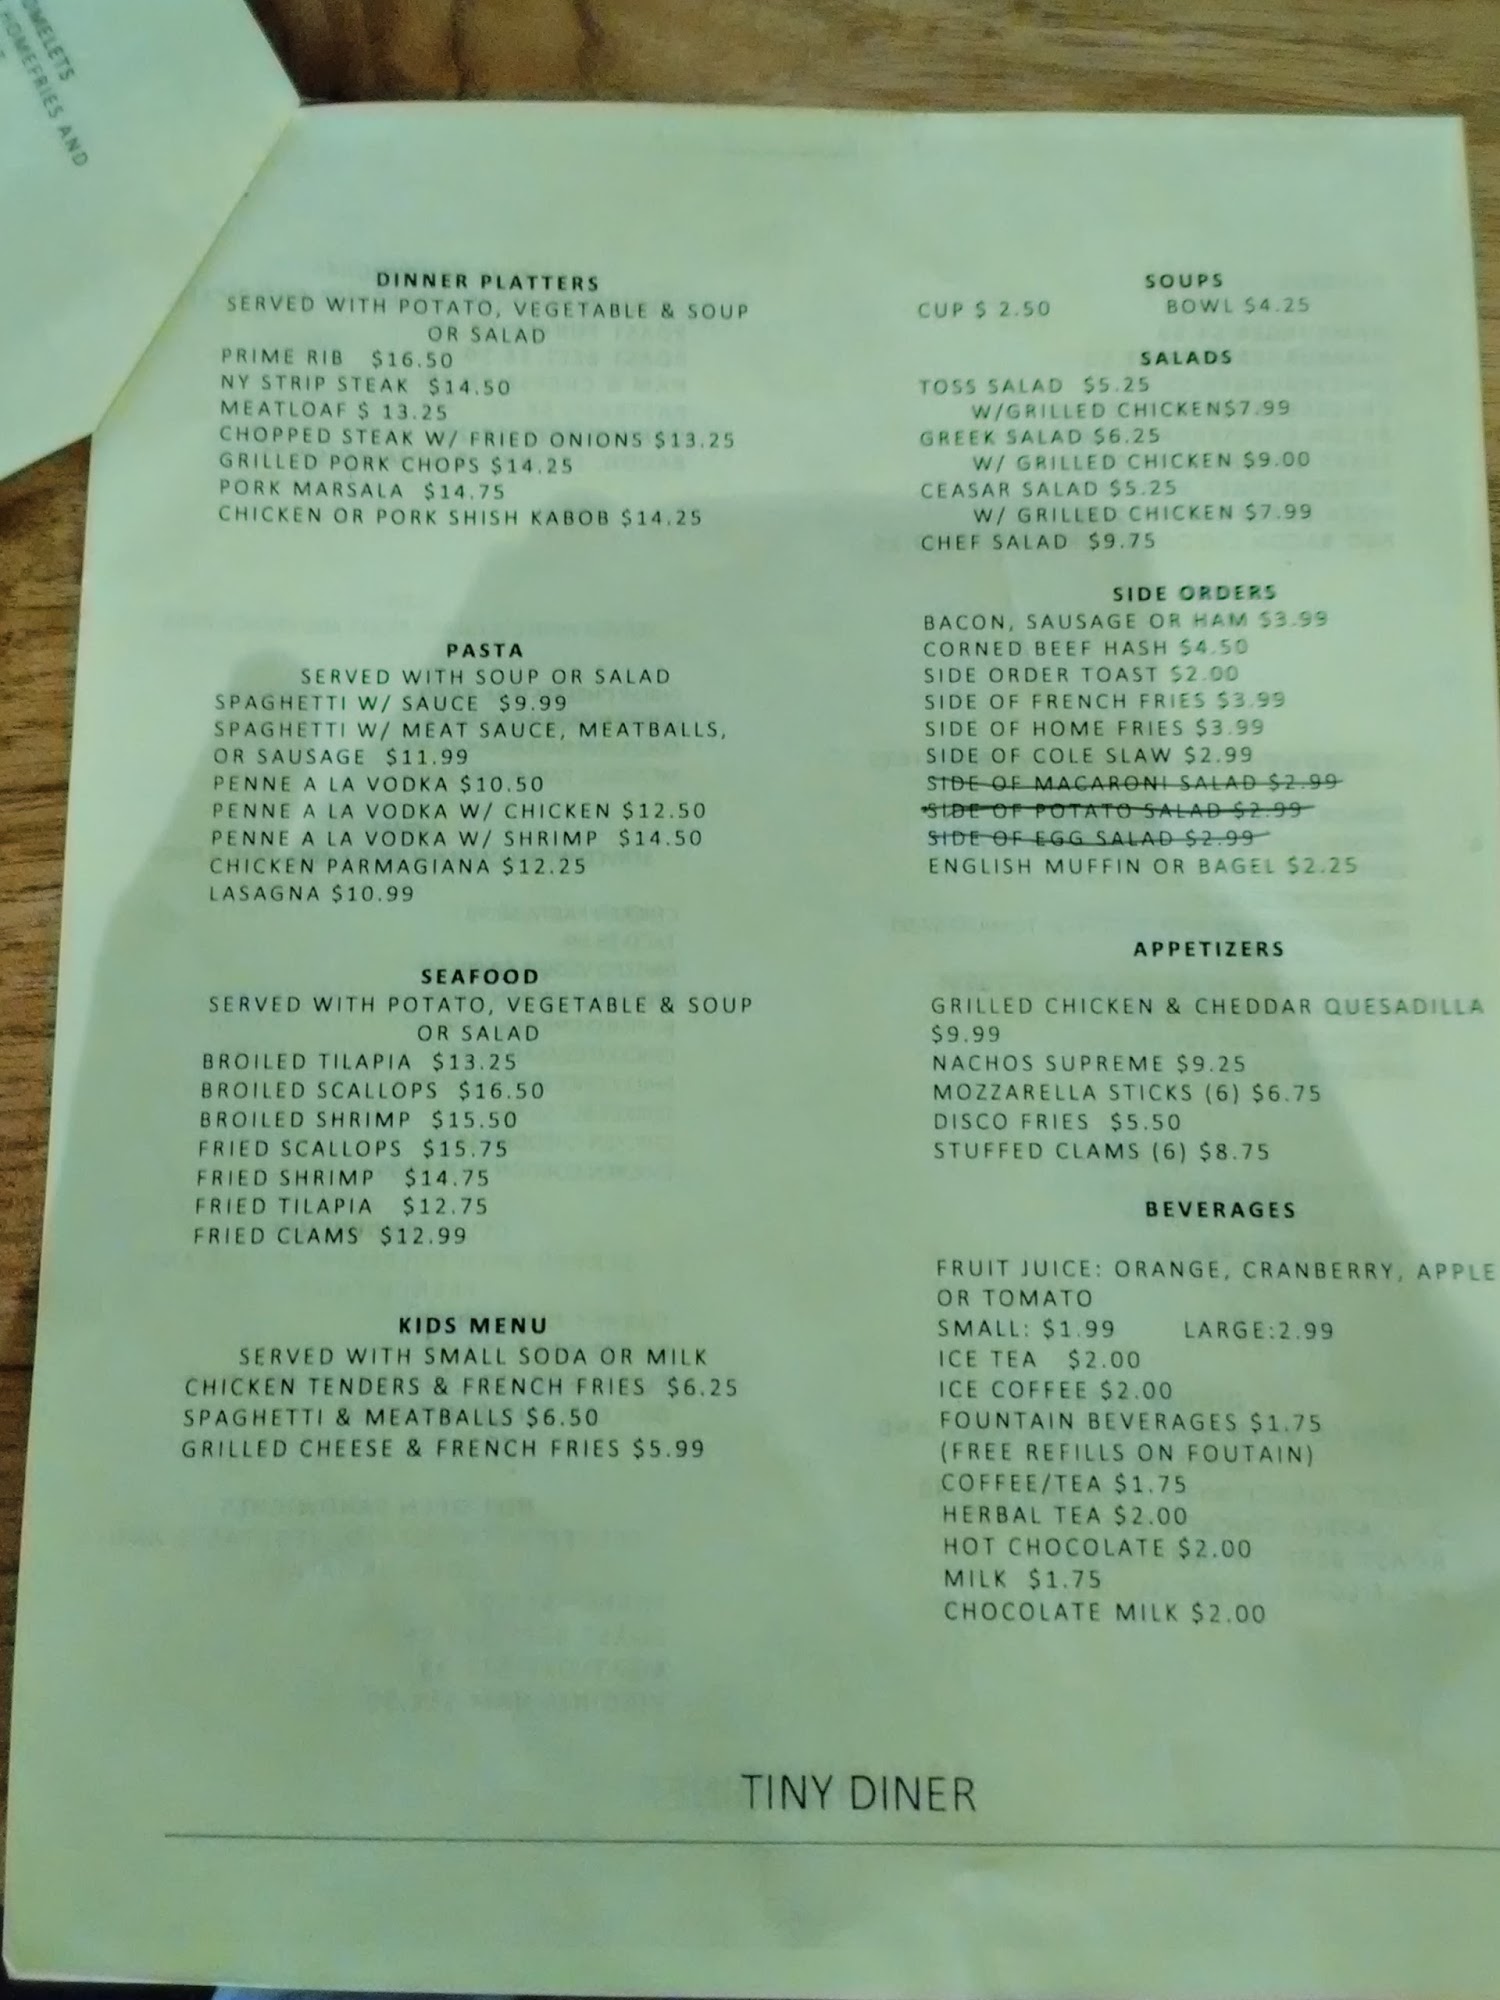 OMELETS
HOMEFRIES AND
DINNER PLATTERS
SERVED WITH POTATO, VEGETABLE & SOUP
OR SALAD
PRIME RIB $16.50
NY STRIP STEAK $14.50
MEATLOAF $ 13.25
CHOPPED STEAK W/ FRIED ONIONS $13.25
GRILLED PORK CHOPS $14.25
PORK MARSALA $14.75
CHICKEN OR PORK SHISH KABOB $14.25
PASTA
SERVED WITH SOUP OR SALAD
SPAGHETTI W/ SAUCE $9.99
SPAGHETTI W/ MEAT SAUCE, MEATBALLS,
OR SAUSAGE $11.99
PENNE A LA VODKA $10.50
PENNE A LA VODKA W/ CHICKEN $12.50
PENNE A LA VODKA W/ SHRIMP $14.50
CHICKEN PARMAGIANA $12.25
LASAGNA $10.99
SEAFOOD
SERVED WITH POTATO, VEGETABLE & SOUP
OR SALAD
BROILED TILAPIA $13.25
BROILED SCALLOPS $16.50
BROILED SHRIMP $15.50
FRIED SCALLOPS $15.75
FRIED SHRIMP $14.75
FRIED TILAPIA $12.75
FRIED CLAMS $12.99
KIDS MENU
SERVED WITH SMALL SODA OR MILK
CHICKEN TENDERS & FRENCH FRIES $6.25
SPAGHETTI & MEATBALLS $6.50
GRILLED CHEESE & FRENCH FRIES $5.99
SOUPS
CUP $ 2.50 BOWL $4.25
SALADS
TOSS SALAD $5.25
W/GRILLED CHICKEN$7.99
GREEK SALAD $6.25
W/ GRILLED CHICKEN $9.00
CEASAR SALAD $5.25
W/ GRILLED CHICKEN $7.99
CHEF SALAD $9.75
SIDE ORDERS
BACON, SAUSAGE OR HAM $3.99
CORNED BEEF HASH $4.50
SIDE ORDER TOAST $2.00
SIDE OF FRENCH FRIES $3.99
SIDE OF HOME FRIES $3.99
SIDE OF COLE SLAW $2.99
SIDE OF MACARONI SALAD $2.99
SIDE OF POTATO SALAD $2.99
SIDE OF EGG SALAD $2.99
ENGLISH MUFFIN OR BAGEL $2.25
APPETIZERS
GRILLED CHICKEN & CHEDDAR QUESADILLA
$9.99
NACHOS SUPREME $9.25
MOZZARELLA STICKS (6) $6.75
DISCO FRIES $5.50
STUFFED CLAMS (6) $8.75
BEVERAGES
FRUIT JUICE: ORANGE, CRANBERRY, APPLE
OR TOMATO
SMALL: $1.99 LARGE:2.99
ICE TEA $2.00
ICE COFFEE $2.00
FOUNTAIN BEVERAGES $1.75
(FREE REFILLS ON FOUTAIN)
COFFEE/TEA $1.75
HERBAL TEA $2.00
HOT CHOCOLATE $2.00
MILK $1.75
CHOCOLATE MILK $2.00
TINY DINER